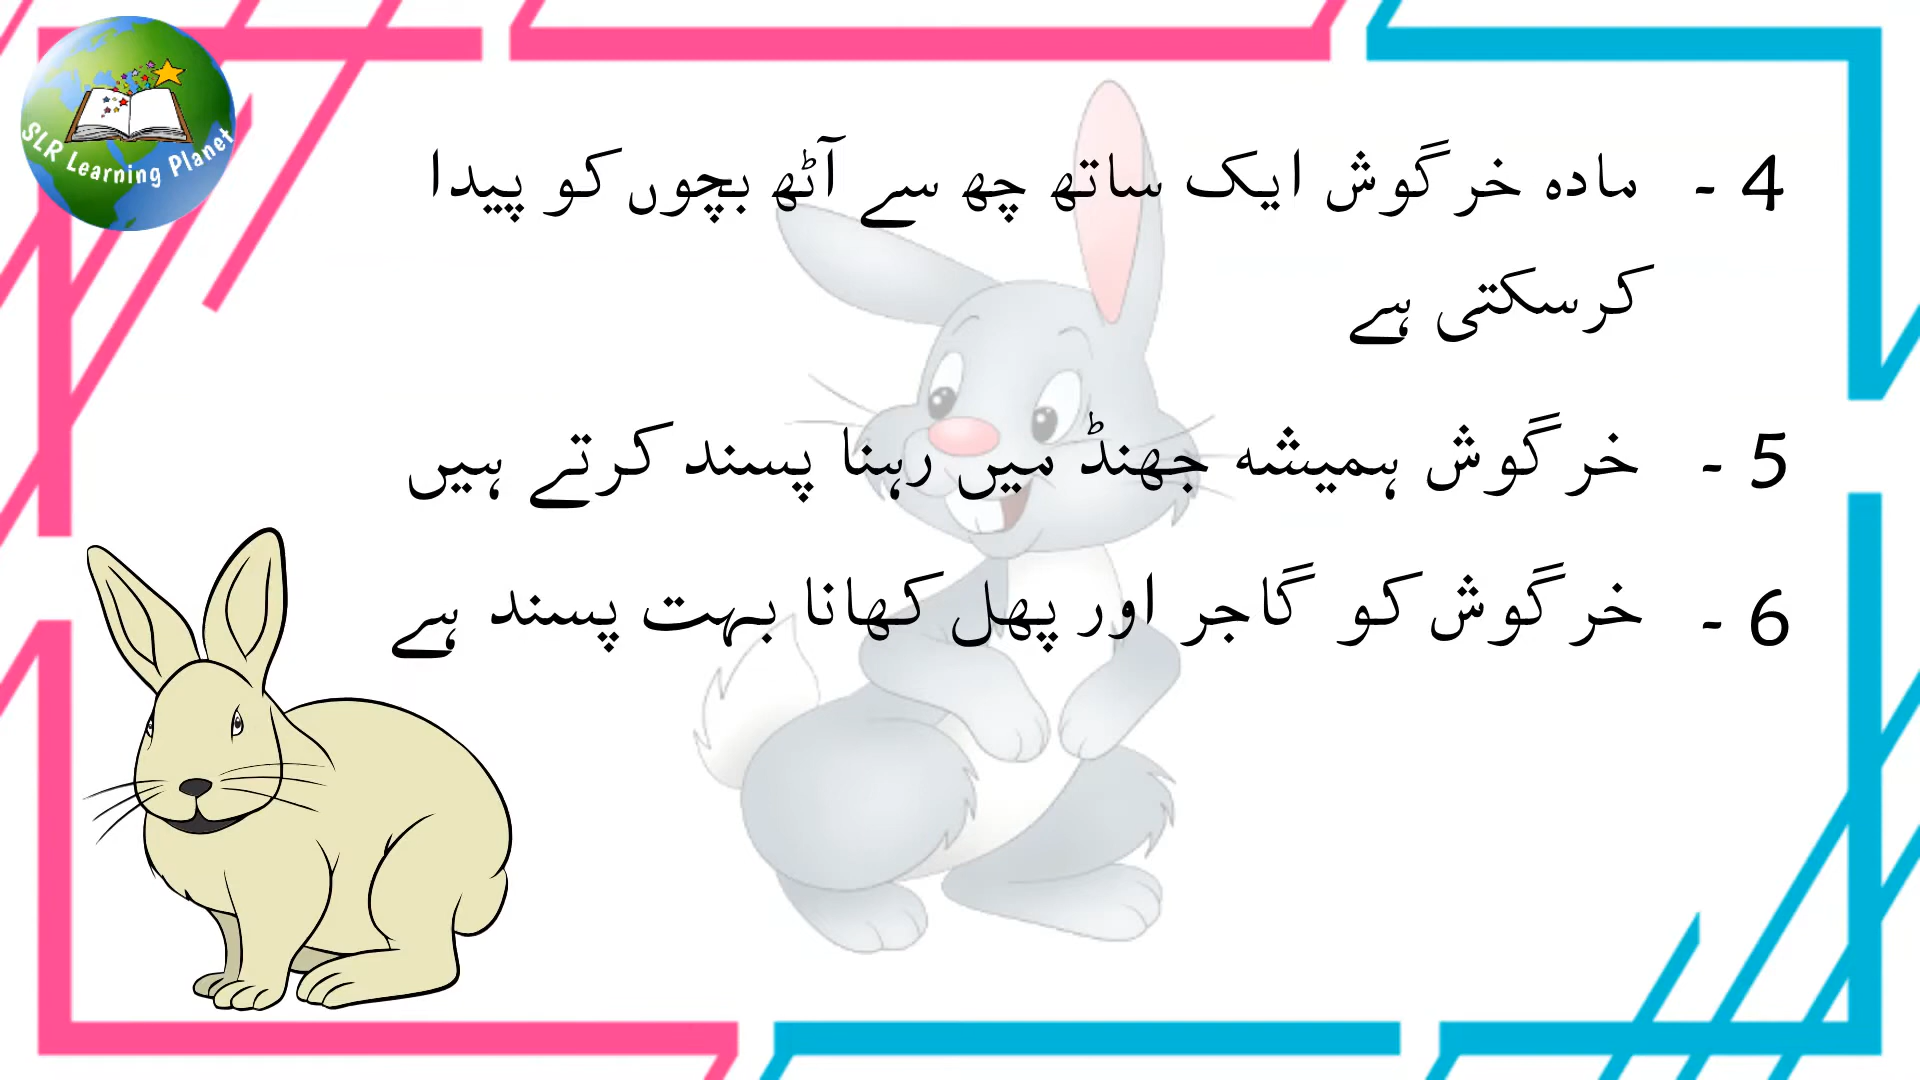 SLR Learning Planet
4 - مادہ خرگوش ایک ساتھ چھ سے آٹھ بچوں کو پیدا
کرسکتی ہے
5 - خرگوش ہمیشہ جھنڈ میں رہنا پسند کرتے ہیں
6 - خرگوش کو گاجر اور پھل کھانا بہت پسند ہے